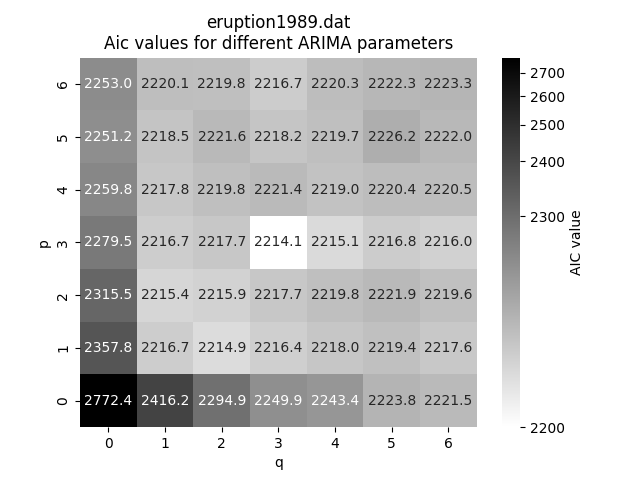 eruption1989.dat
Aic values for different ARIMA parameters
6 2253.0 2220.1 2219.8 2216.7 2220.3 2222.3 2223.3
5 2251.2 2218.5 2221.6 2218.2 2219.7 2226.2 2222.0
4 2259.8 2217.8 2219.8 2221.4 2219.0 2220.4 2220.5
p
3 2279.5 2216.7 2217.7 2214.1 2215.1 2216.8 2216.0
2 2315.5 2215.4 2215.9 2217.7 2219.8 2221.9 2219.6
1 2357.8 2216.7 2214.9 2216.4 2218.0 2219.4 2217.6
0 2772.4 2416.2 2294.9 2249.9 2243.4 2223.8 2221.5
0 1 2 3 4 5 6
q
2700
2600
2500
2400
2300
2200
AIC value